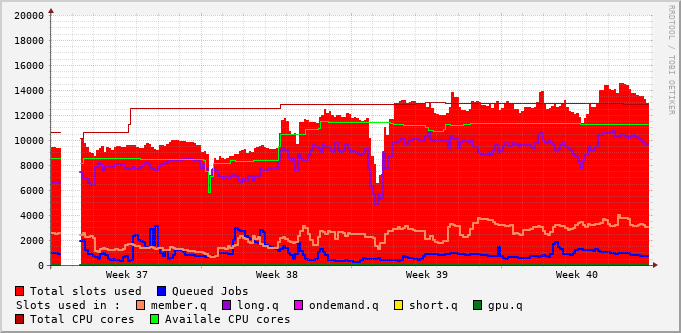 20000
18000
16000
14000
12000
10000
8000
6000
4000
2000
0
Week 37 Week 38 Week 39 Week 40
RRDTOOL / TOBI OETIKER
Total slots used Queued Jobs
Slots used in : member.q long.q ondemand.q short.q gpu.q
Total CPU cores Availale CPU cores